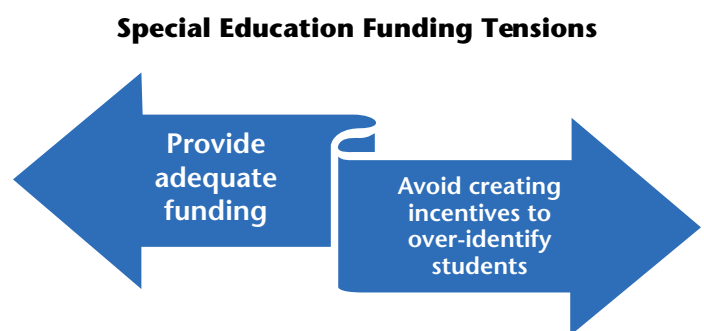 Special Education Funding Tensions
Provide
adequate
funding
Avoid creating
incentives to
over-identify
students